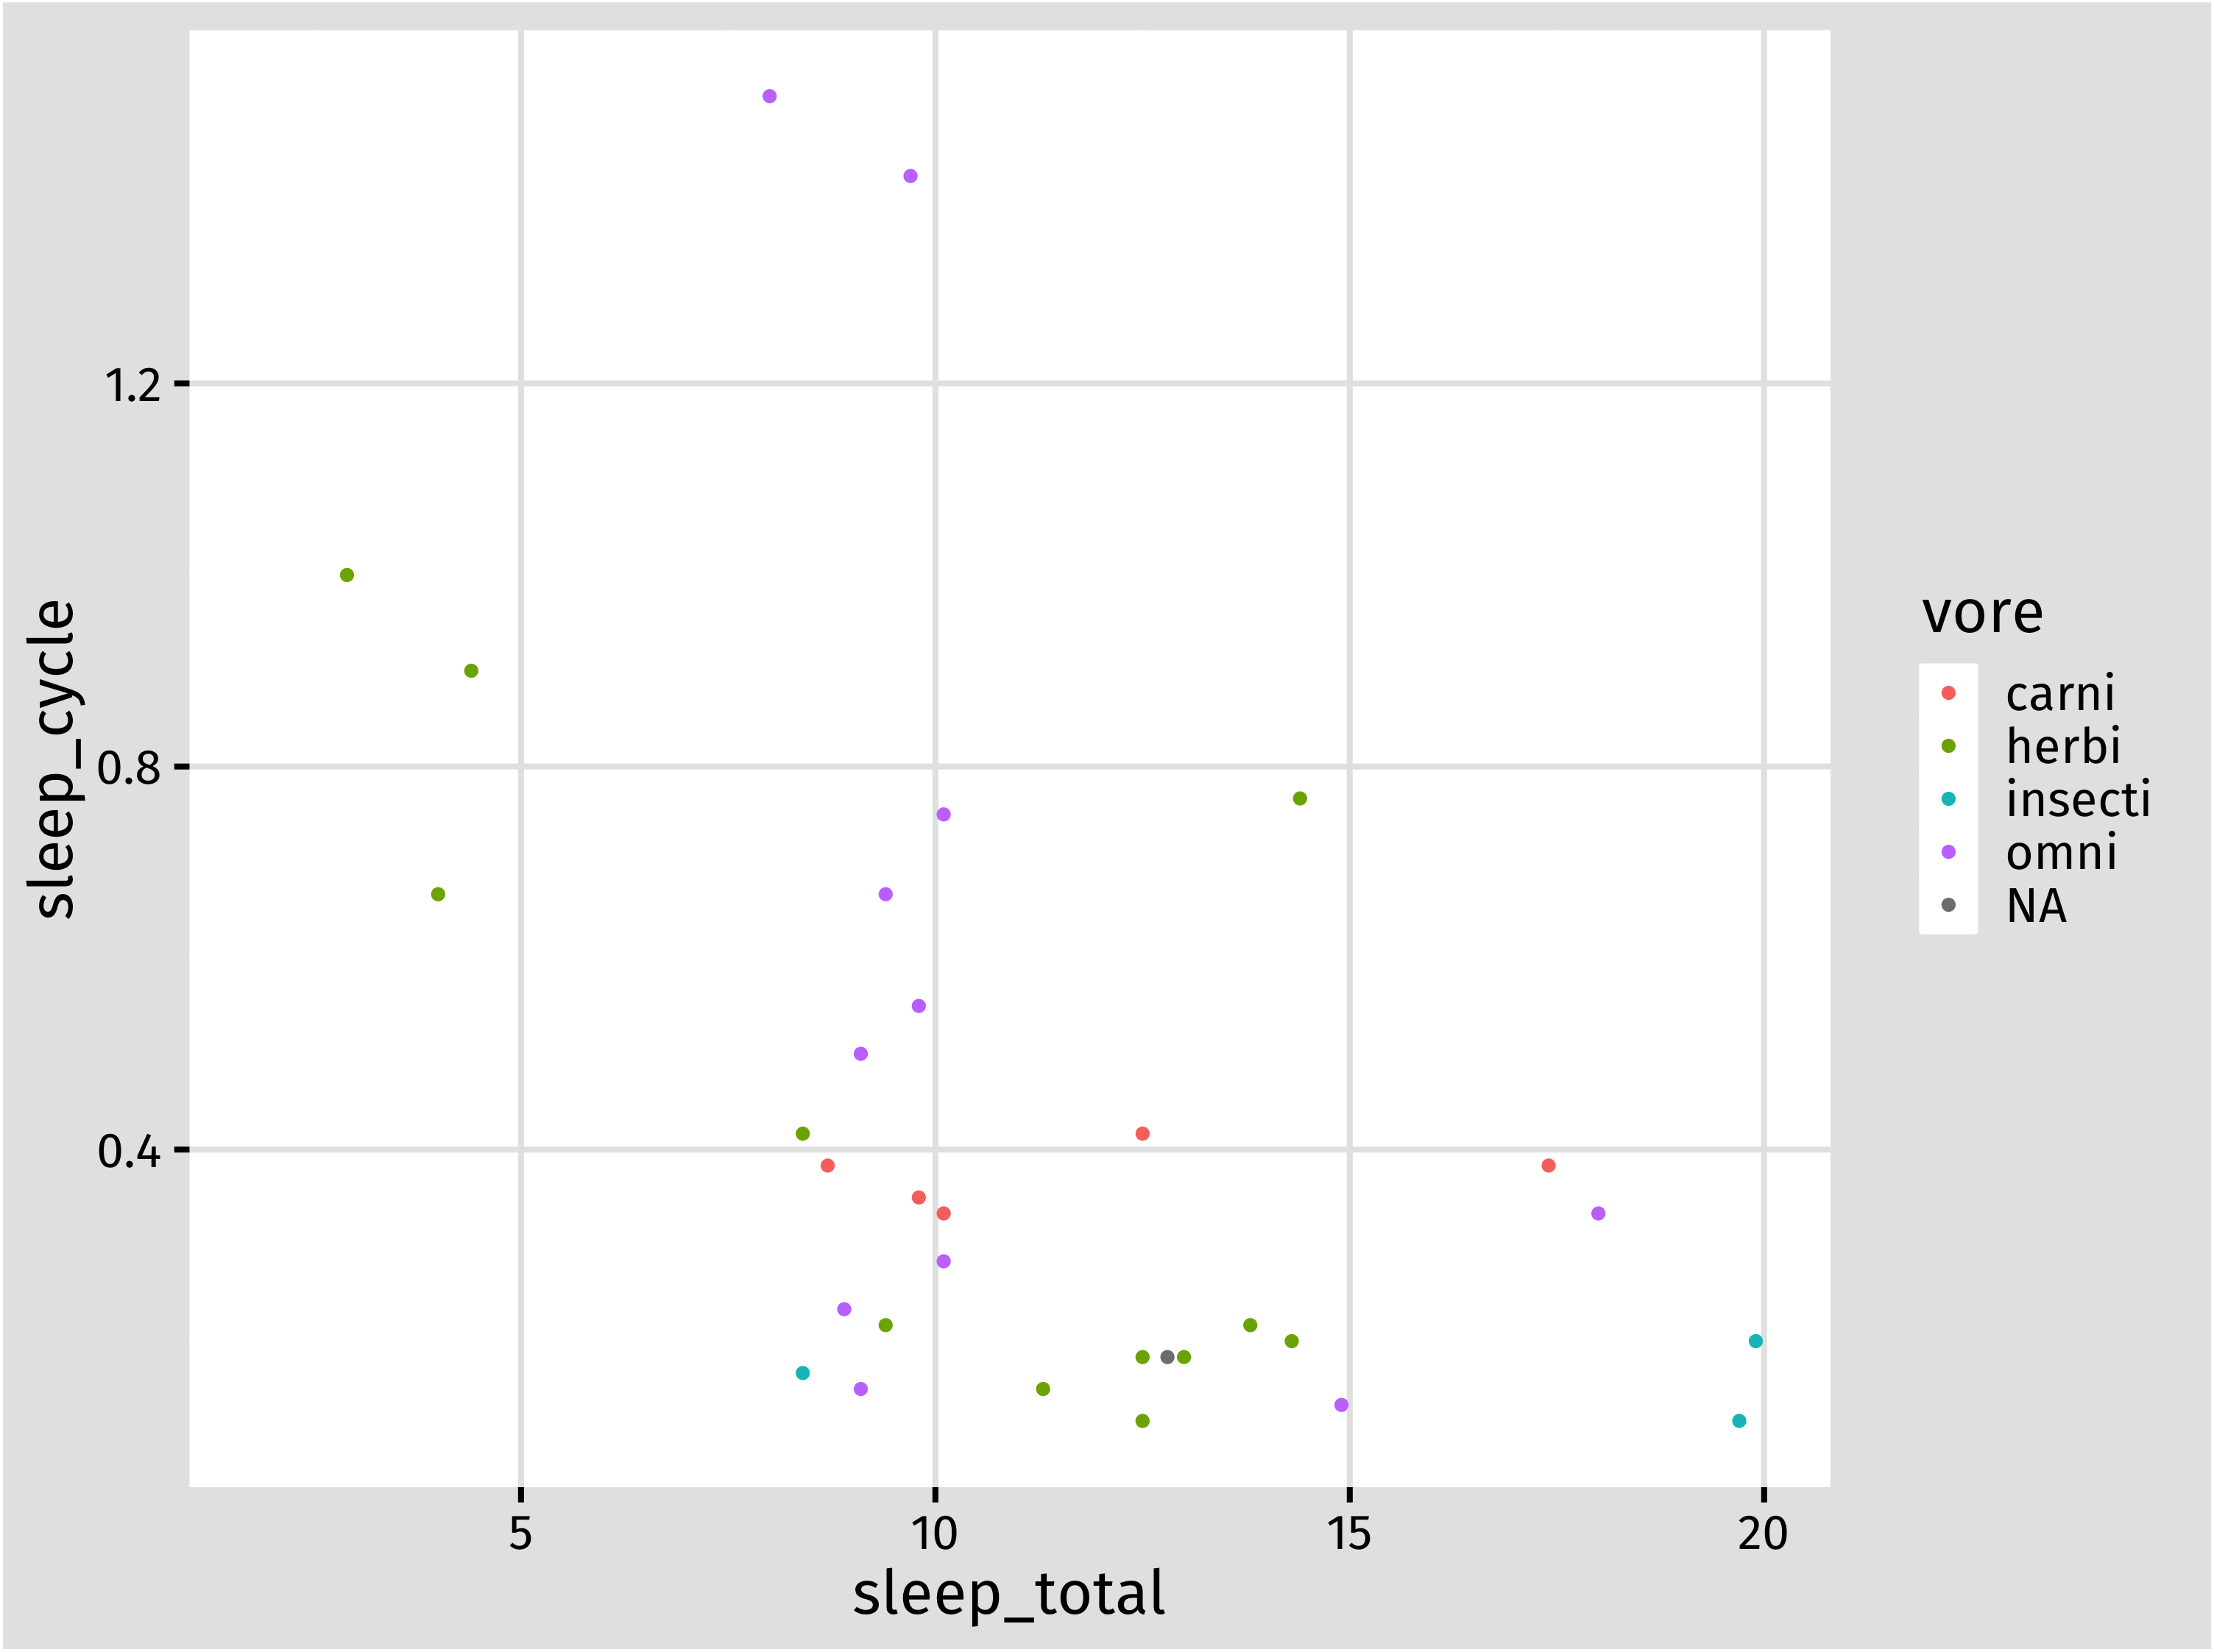 1.2
0.8
0.4
sleep_cycle
5 10 15 20
sleep_total
vore
carni
herbi
insecti
omni
NA